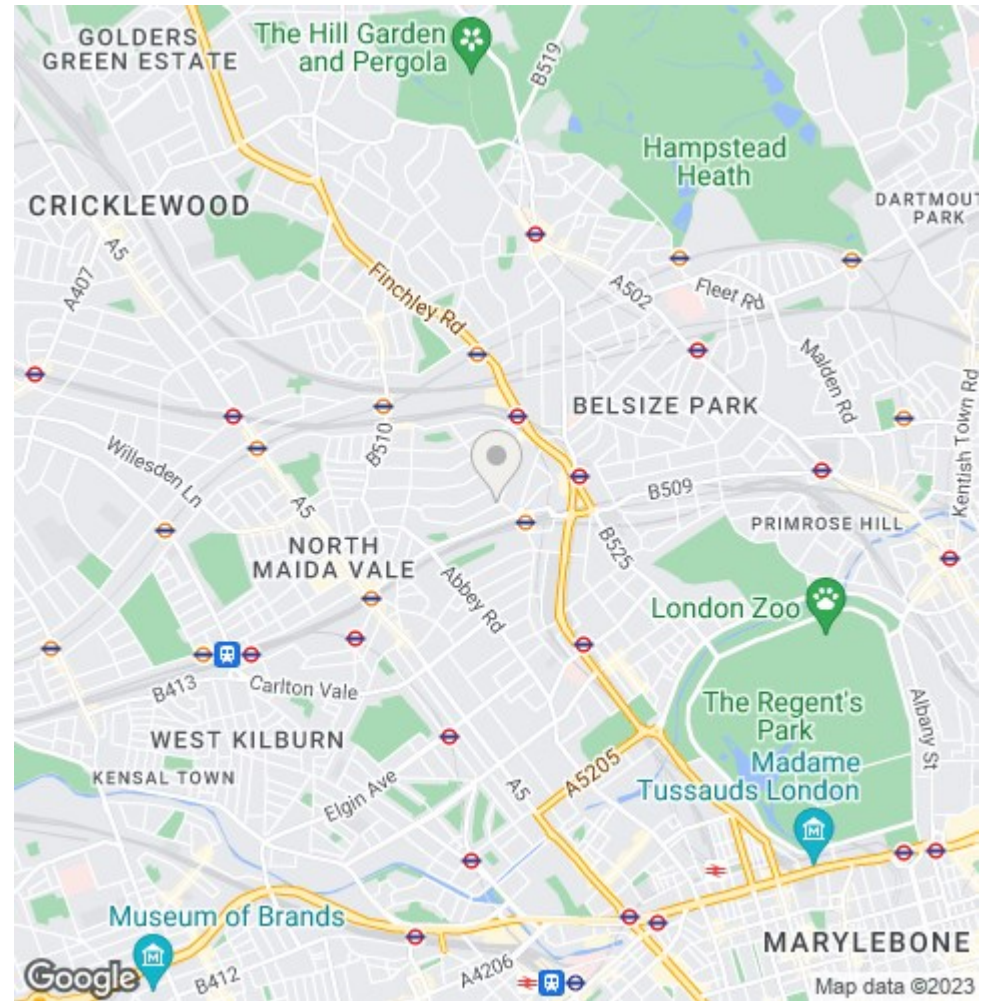 GOLDERS
GREEN ESTATE
The Hill Garden
and Pergola
B519
Hampstead
Heath
DARTMOUT
PARK
CRICKLEWOOD
A5
A407
Finchley Rd
A502
Fleet Rd
Malden Rd
Kentish Town Rd
BELSIZE PARK
B510
Willesden Ln
A5
B509
PRIMROSE HILL
NORTH
MAIDA VALE
B525
Abbey Rd
London Zoo
B413
Carlton Vale
The Regent's
Park
Albany St
WEST KILBURN
KENSAL TOWN
Madame
Tussauds London
A5205
Elgin Ave
A5
Museum of Brands
MARYLEBONE
B412
A4206
Google
Map data ©2023